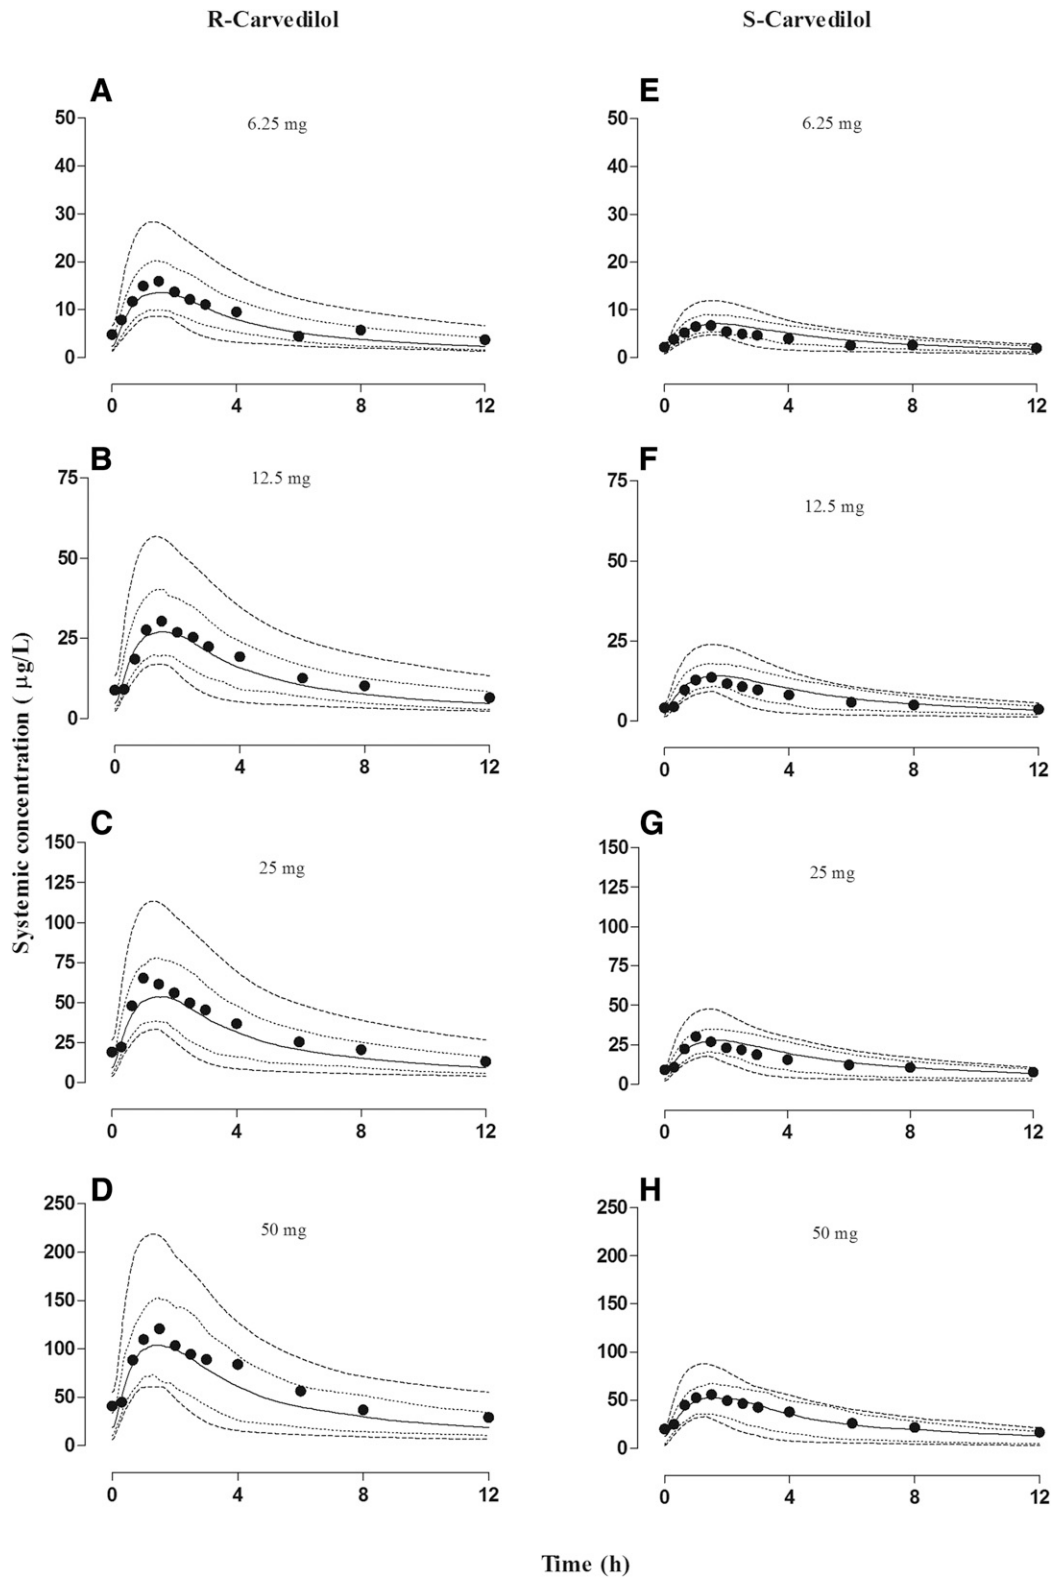 R-Carvedilol
S-Carvedilol
A
E
6.25 mg
6.25 mg
50
40
30
20
10
0
0 4 8 12
50
40
30
20
10
0
0 4 8 12
B
F
12.5 mg
12.5 mg
75
50
25
0
0 4 8 12
75
50
25
0
0 4 8 12
Systemic concentration ( μg/L)
C
G
25 mg
25 mg
150
125
100
75
50
25
0
0 4 8 12
150
125
100
75
50
25
0
0 4 8 12
D
H
50 mg
50 mg
250
200
150
100
50
0
0 4 8 12
250
200
150
100
50
0
0 4 8 12
Time (h)